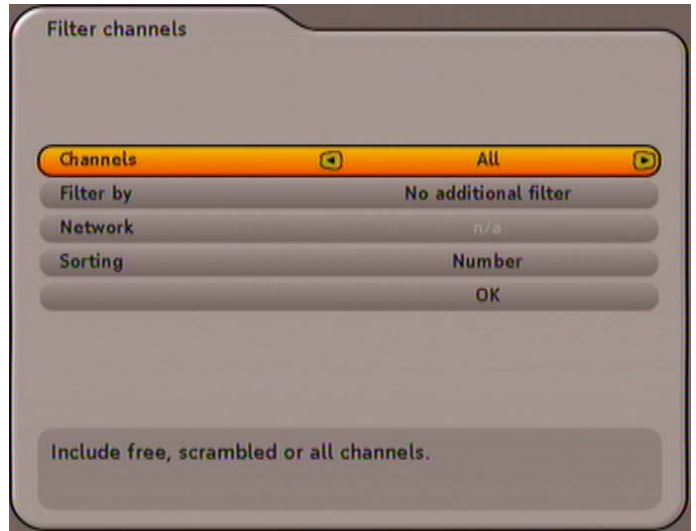 Filter channels
Channels All
Filter by No additional filter
Network n/a
Sorting Number
OK
Include free, scrambled or all channels.